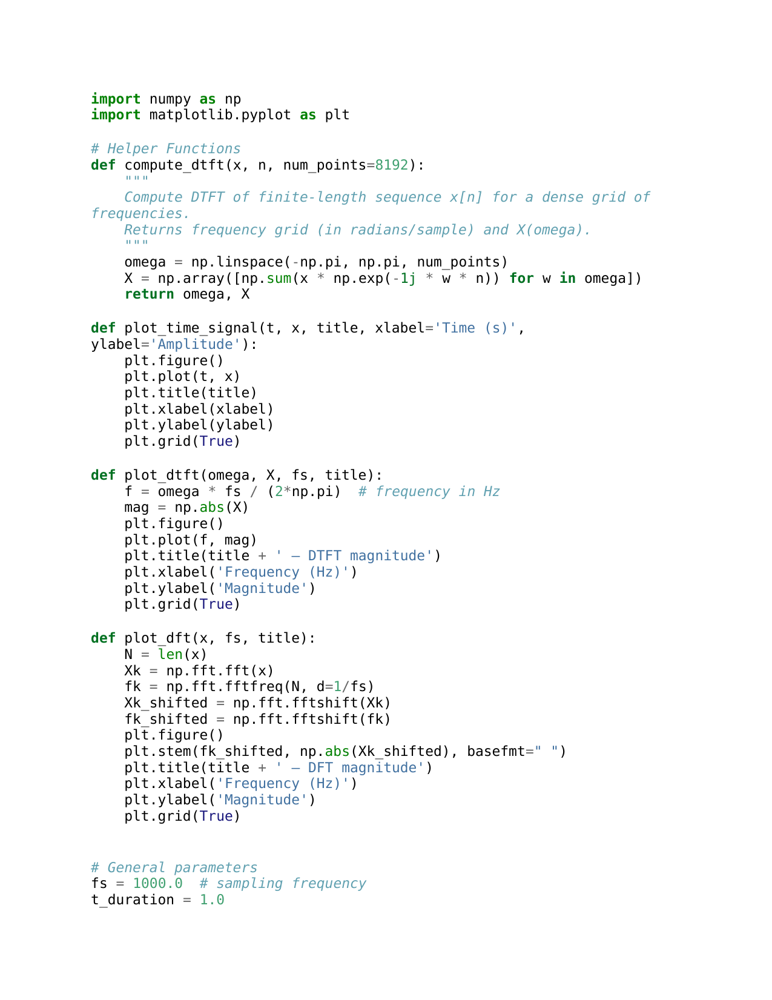 import numpy as np
import matplotlib.pyplot as plt

# Helper Functions
def compute_dtft(x, n, num_points=8192):
    """
    Compute DTFT of finite-length sequence x[n] for a dense grid of
frequencies.
    Returns frequency grid (in radians/sample) and X(omega).
    """
    omega = np.linspace(-np.pi, np.pi, num_points)
    X = np.array([np.sum(x * np.exp(-1j * w * n)) for w in omega])
    return omega, X

def plot_time_signal(t, x, title, xlabel='Time (s)',
ylabel='Amplitude'):
    plt.figure()
    plt.plot(t, x)
    plt.title(title)
    plt.xlabel(xlabel)
    plt.ylabel(ylabel)
    plt.grid(True)

def plot_dtft(omega, X, fs, title):
    f = omega * fs / (2*np.pi)  # frequency in Hz
    mag = np.abs(X)
    plt.figure()
    plt.plot(f, mag)
    plt.title(title + ' — DTFT magnitude')
    plt.xlabel('Frequency (Hz)')
    plt.ylabel('Magnitude')
    plt.grid(True)

def plot_dft(x, fs, title):
    N = len(x)
    Xk = np.fft.fft(x)
    fk = np.fft.fftfreq(N, d=1/fs)
    Xk_shifted = np.fft.fftshift(Xk)
    fk_shifted = np.fft.fftshift(fk)
    plt.figure()
    plt.stem(fk_shifted, np.abs(Xk_shifted), basefmt=" ")
    plt.title(title + ' — DFT magnitude')
    plt.xlabel('Frequency (Hz)')
    plt.ylabel('Magnitude')
    plt.grid(True)


# General parameters
fs = 1000.0  # sampling frequency
t_duration = 1.0